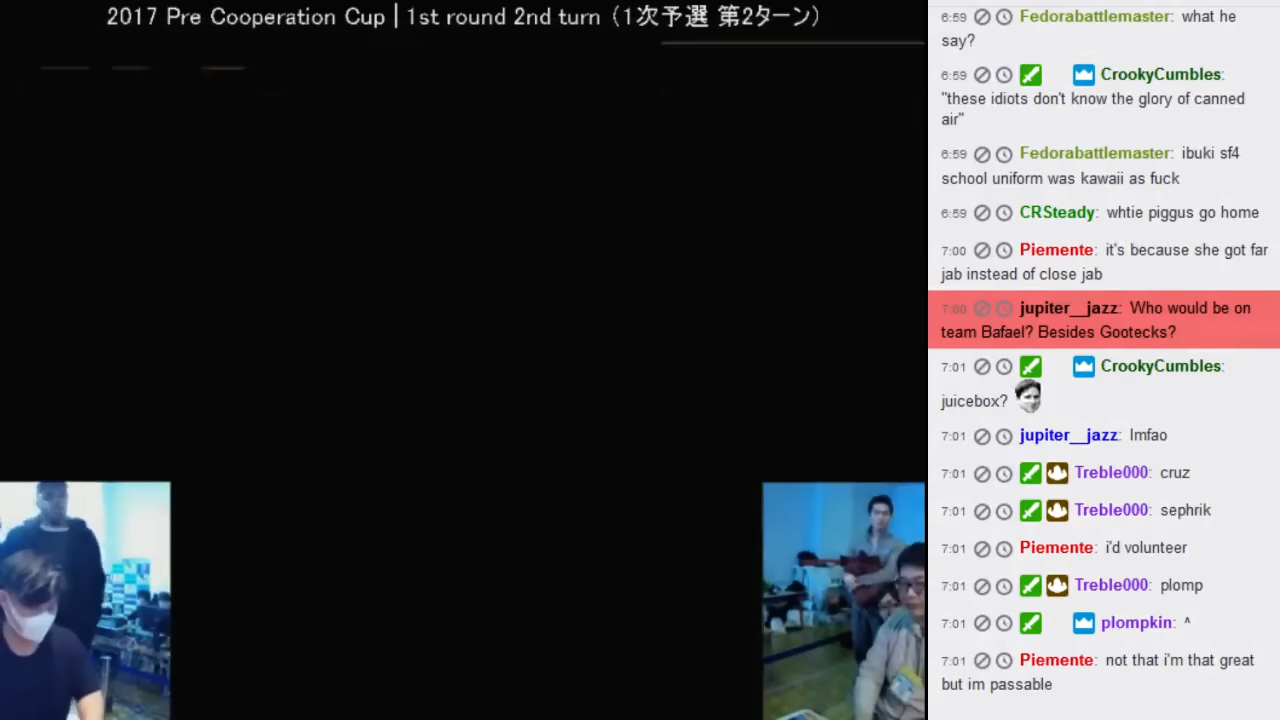 2017 Pre Cooperation Cup | 1st round 2nd turn (1次予選 第2ターン)
6:59 Fedorabattlemaster: what he
say?
6:59 CrookyCumbles:
"these idiots don't know the glory of canned
air"
6:59 Fedorabattlemaster: ibuki sf4
school uniform was kawaii as fuck
6:59 CRSteady: whtie piggus go home
7:00 Piemente: it's because she got far
jab instead of close jab
7:00 jupiter__jazz: Who would be on
team Bafael? Besides Gootecks?
7:01 CrookyCumbles:
juicebox?
7:01 jupiter__jazz: lmfao
7:01 Treble000: cruz
7:01 Treble000: sephrik
7:01 Piemente: i'd volunteer
7:01 Treble000: plomp
7:01 plompkin: ^
7:01 Piemente: not that i'm that great
but im passable